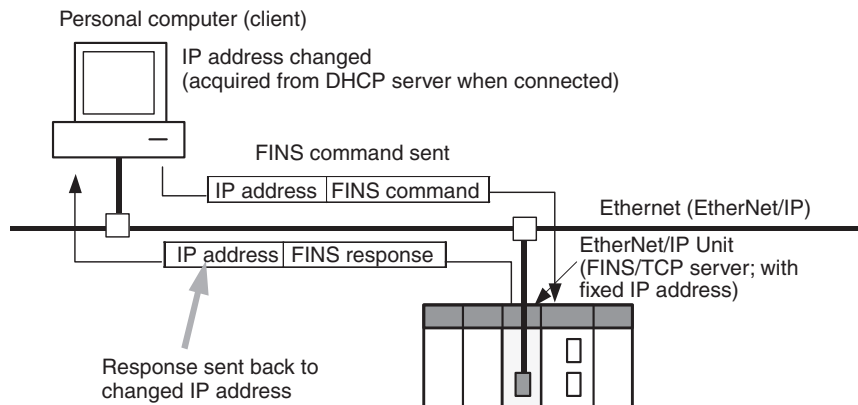 Personal computer (client)
IP address changed
(acquired from DHCP server when connected)
FINS command sent
IP address FINS command
Ethernet (EtherNet/IP)
IP address FINS response
EtherNet/IP Unit
(FINS/TCP server; with
fixed IP address)
Response sent back to
changed IP address